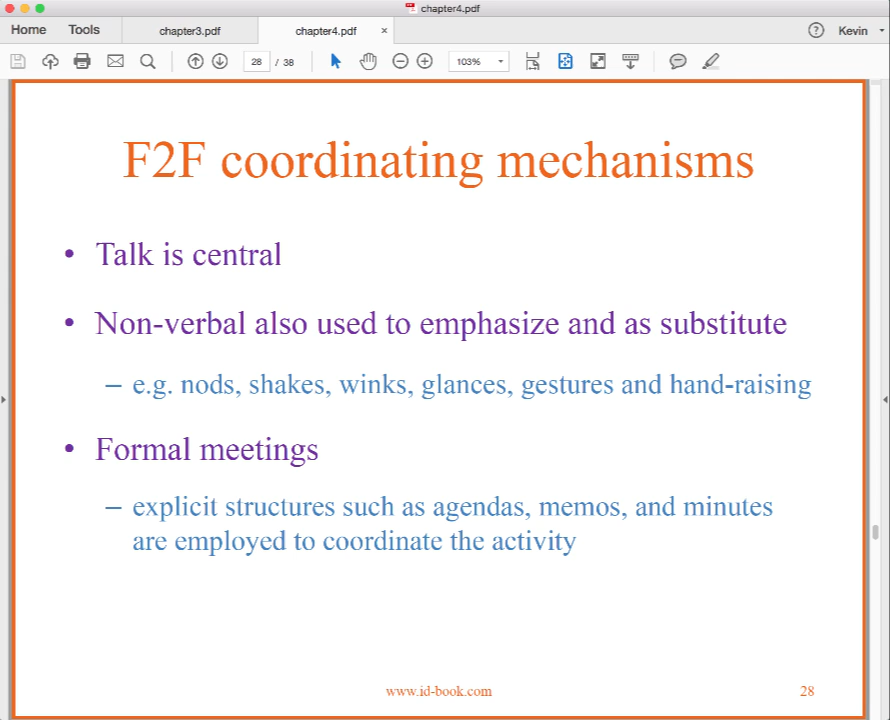 chapter4.pdf
Home Tools chapter3.pdf chapter4.pdf × ? Kevin
28 / 38 103%
F2F coordinating mechanisms
• Talk is central
• Non-verbal also used to emphasize and as substitute
– e.g. nods, shakes, winks, glances, gestures and hand-raising
• Formal meetings
– explicit structures such as agendas, memos, and minutes
are employed to coordinate the activity
www.id-book.com 28